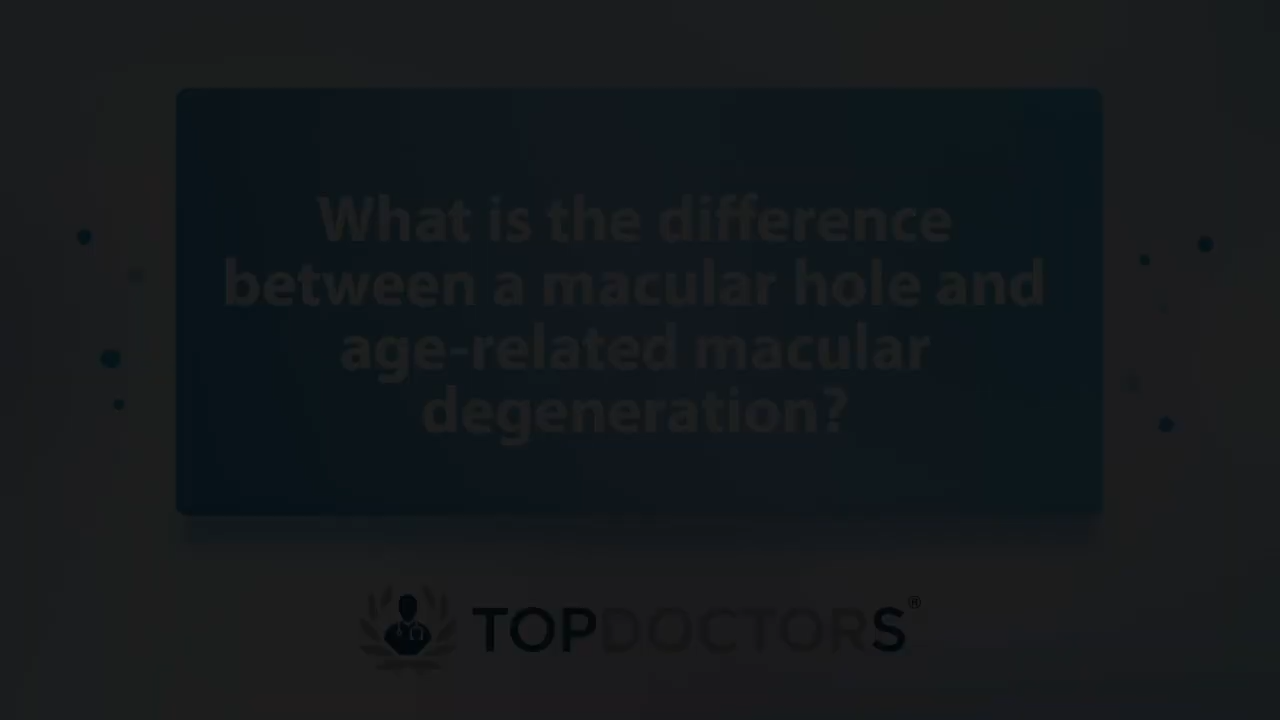 What is the difference
between a macular hole and
age-related macular
degeneration?
TOPDOCTORS®